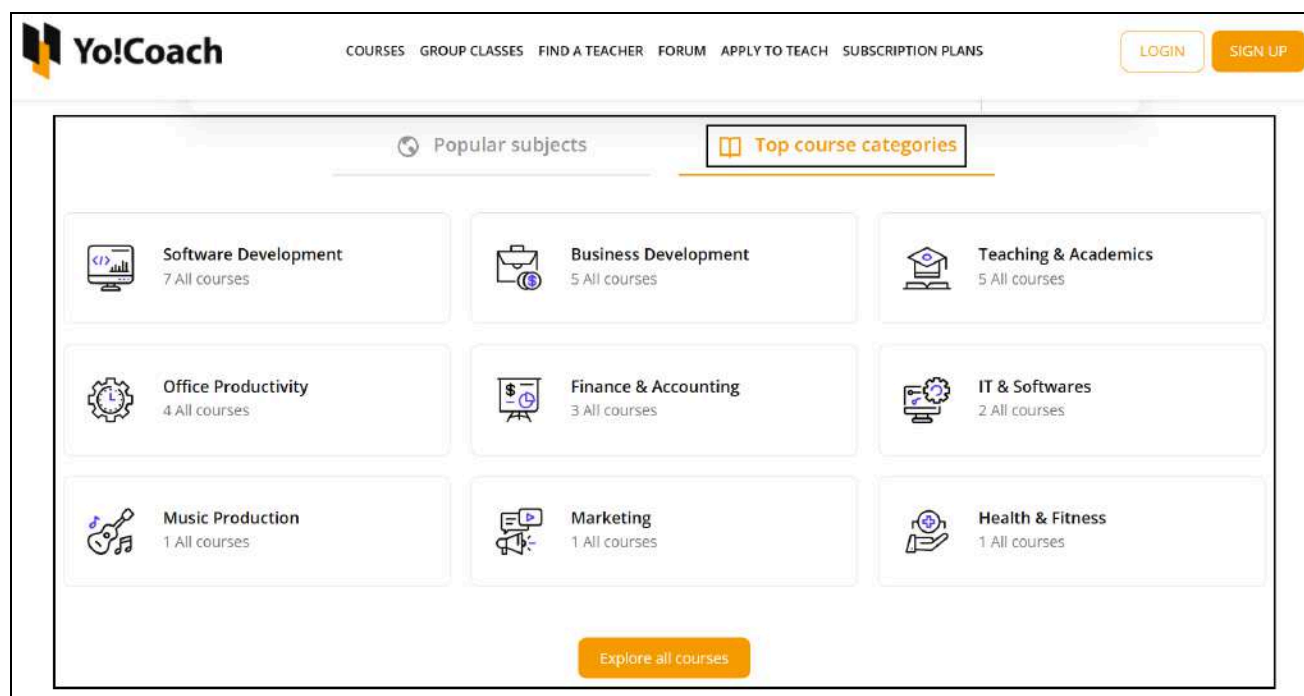 Yo!Coach
COURSES GROUP CLASSES FIND A TEACHER FORUM APPLY TO TEACH SUBSCRIPTION PLANS
LOGIN
SIGN UP
Popular subjects
Top course categories
Software Development
7 All courses
Business Development
5 All courses
Teaching & Academics
5 All courses
Office Productivity
4 All courses
Finance & Accounting
3 All courses
IT & Softwares
2 All courses
Music Production
1 All courses
Marketing
1 All courses
Health & Fitness
1 All courses
Explore all courses